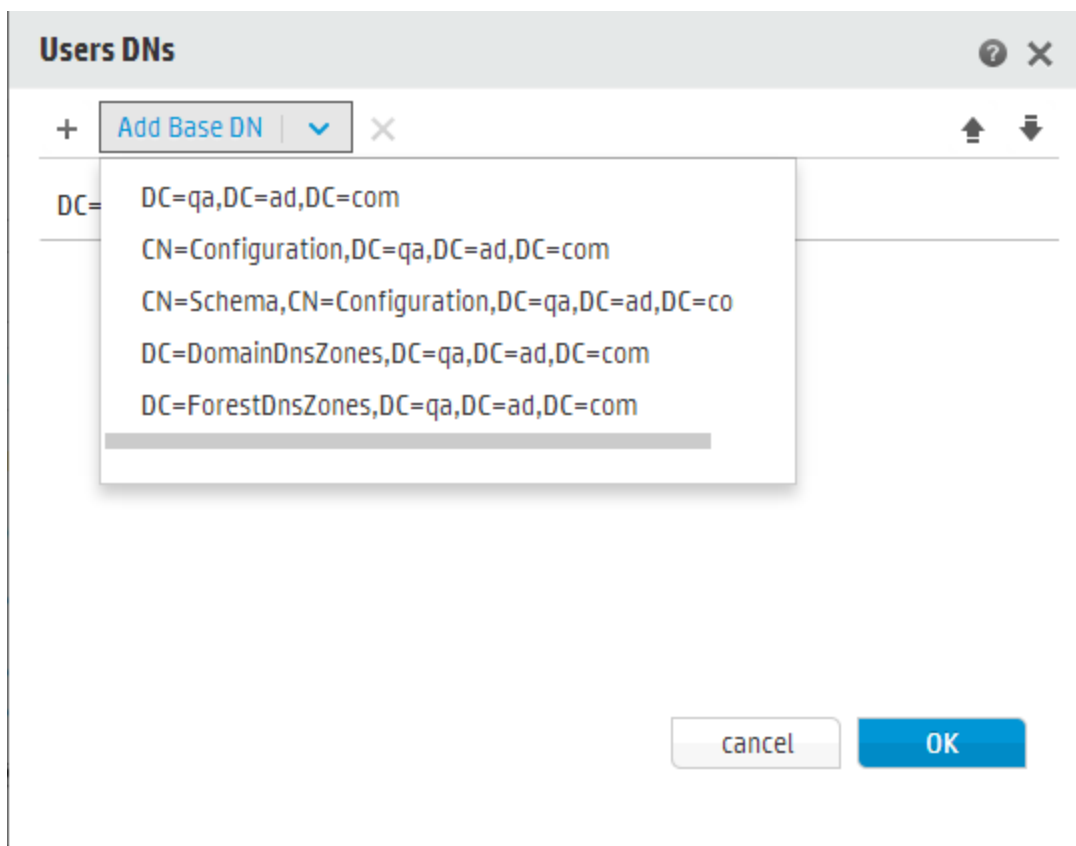 Users DNs
Add Base DN
DC=
DC=qa,DC=ad,DC=com
CN=Configuration,DC=qa,DC=ad,DC=com
CN=Schema,CN=Configuration,DC=qa,DC=ad,DC=co
DC=DomainDnsZones,DC=qa,DC=ad,DC=com
DC=ForestDnsZones,DC=qa,DC=ad,DC=com
cancel OK